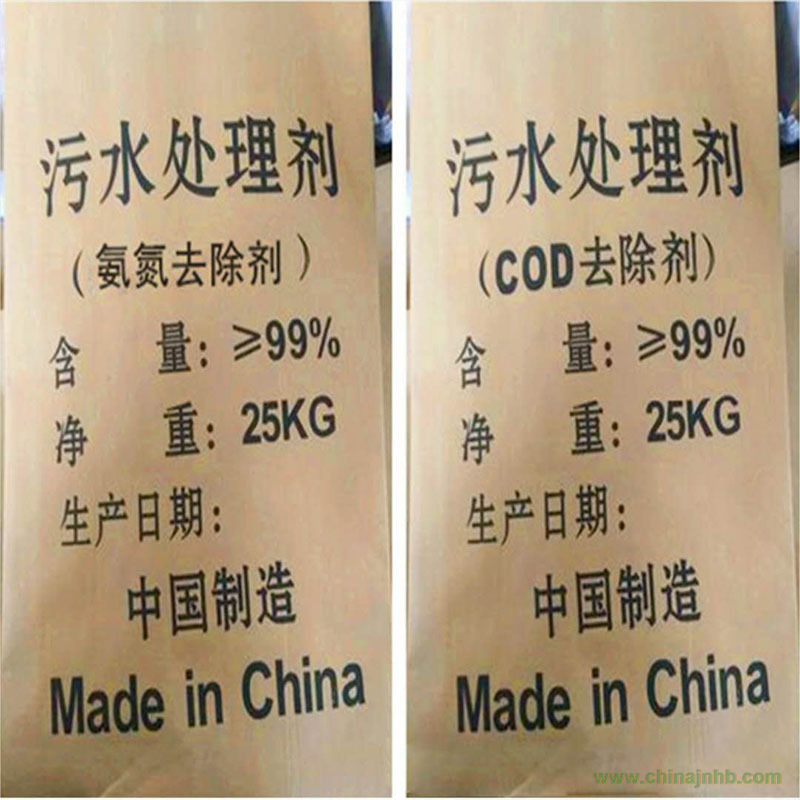 污水处理剂
（氨氮去除剂）
含 量：≥99%
净 重：25KG
生产日期：
中国制造
Made in China
污水处理剂
（COD去除剂）
含 量：≥99%
净 重：25KG
生产日期：
中国制造
Made in China
www.chinajnhb.com